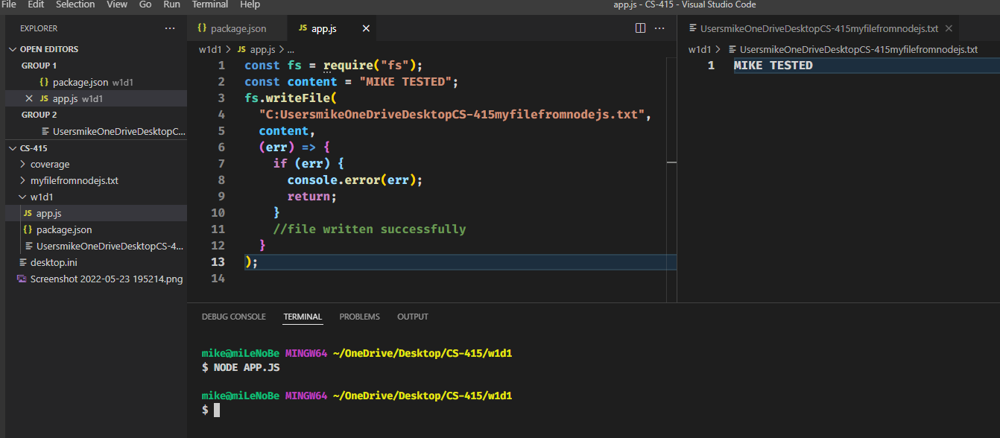 File Edit Selection View Go Run Terminal Help
app.js - CS-415 - Visual Studio Code
EXPLORER ...
OPEN EDITORS
GROUP 1
{} package.json w1d1
JS app.js w1d1
GROUP 2
UsersmikeOneDriveDesktopC...
CS-415
coverage
myfilefromnodejs.txt
w1d1
JS app.js
{} package.json
UsersmikeOneDriveDesktopCS-4...
desktop.ini
Screenshot 2022-05-23 195214.png
{} package.json JS app.js ...
w1d1 > JS app.js > ...
1 const fs = require("fs");
2 const content = "MIKE TESTED";
3 fs.writeFile(
4 "C:UsersmikeOneDriveDesktopCS-415myfilefromnodejs.txt",
5 content,
6 (err) => {
7 if (err) {
8 console.error(err);
9 return;
10 }
11 //file written successfully
12 }
13 );
14
UsersmikeOneDriveDesktopCS-415myfilefromnodejs.txt
w1d1 > UsersmikeOneDriveDesktopCS-415myfilefromnodejs.txt
1 MIKE TESTED
DEBUG CONSOLE TERMINAL PROBLEMS OUTPUT
mike@miLeNoBe MINGW64 ~/OneDrive/Desktop/CS-415/w1d1
$ NODE APP.JS
mike@miLeNoBe MINGW64 ~/OneDrive/Desktop/CS-415/w1d1
$